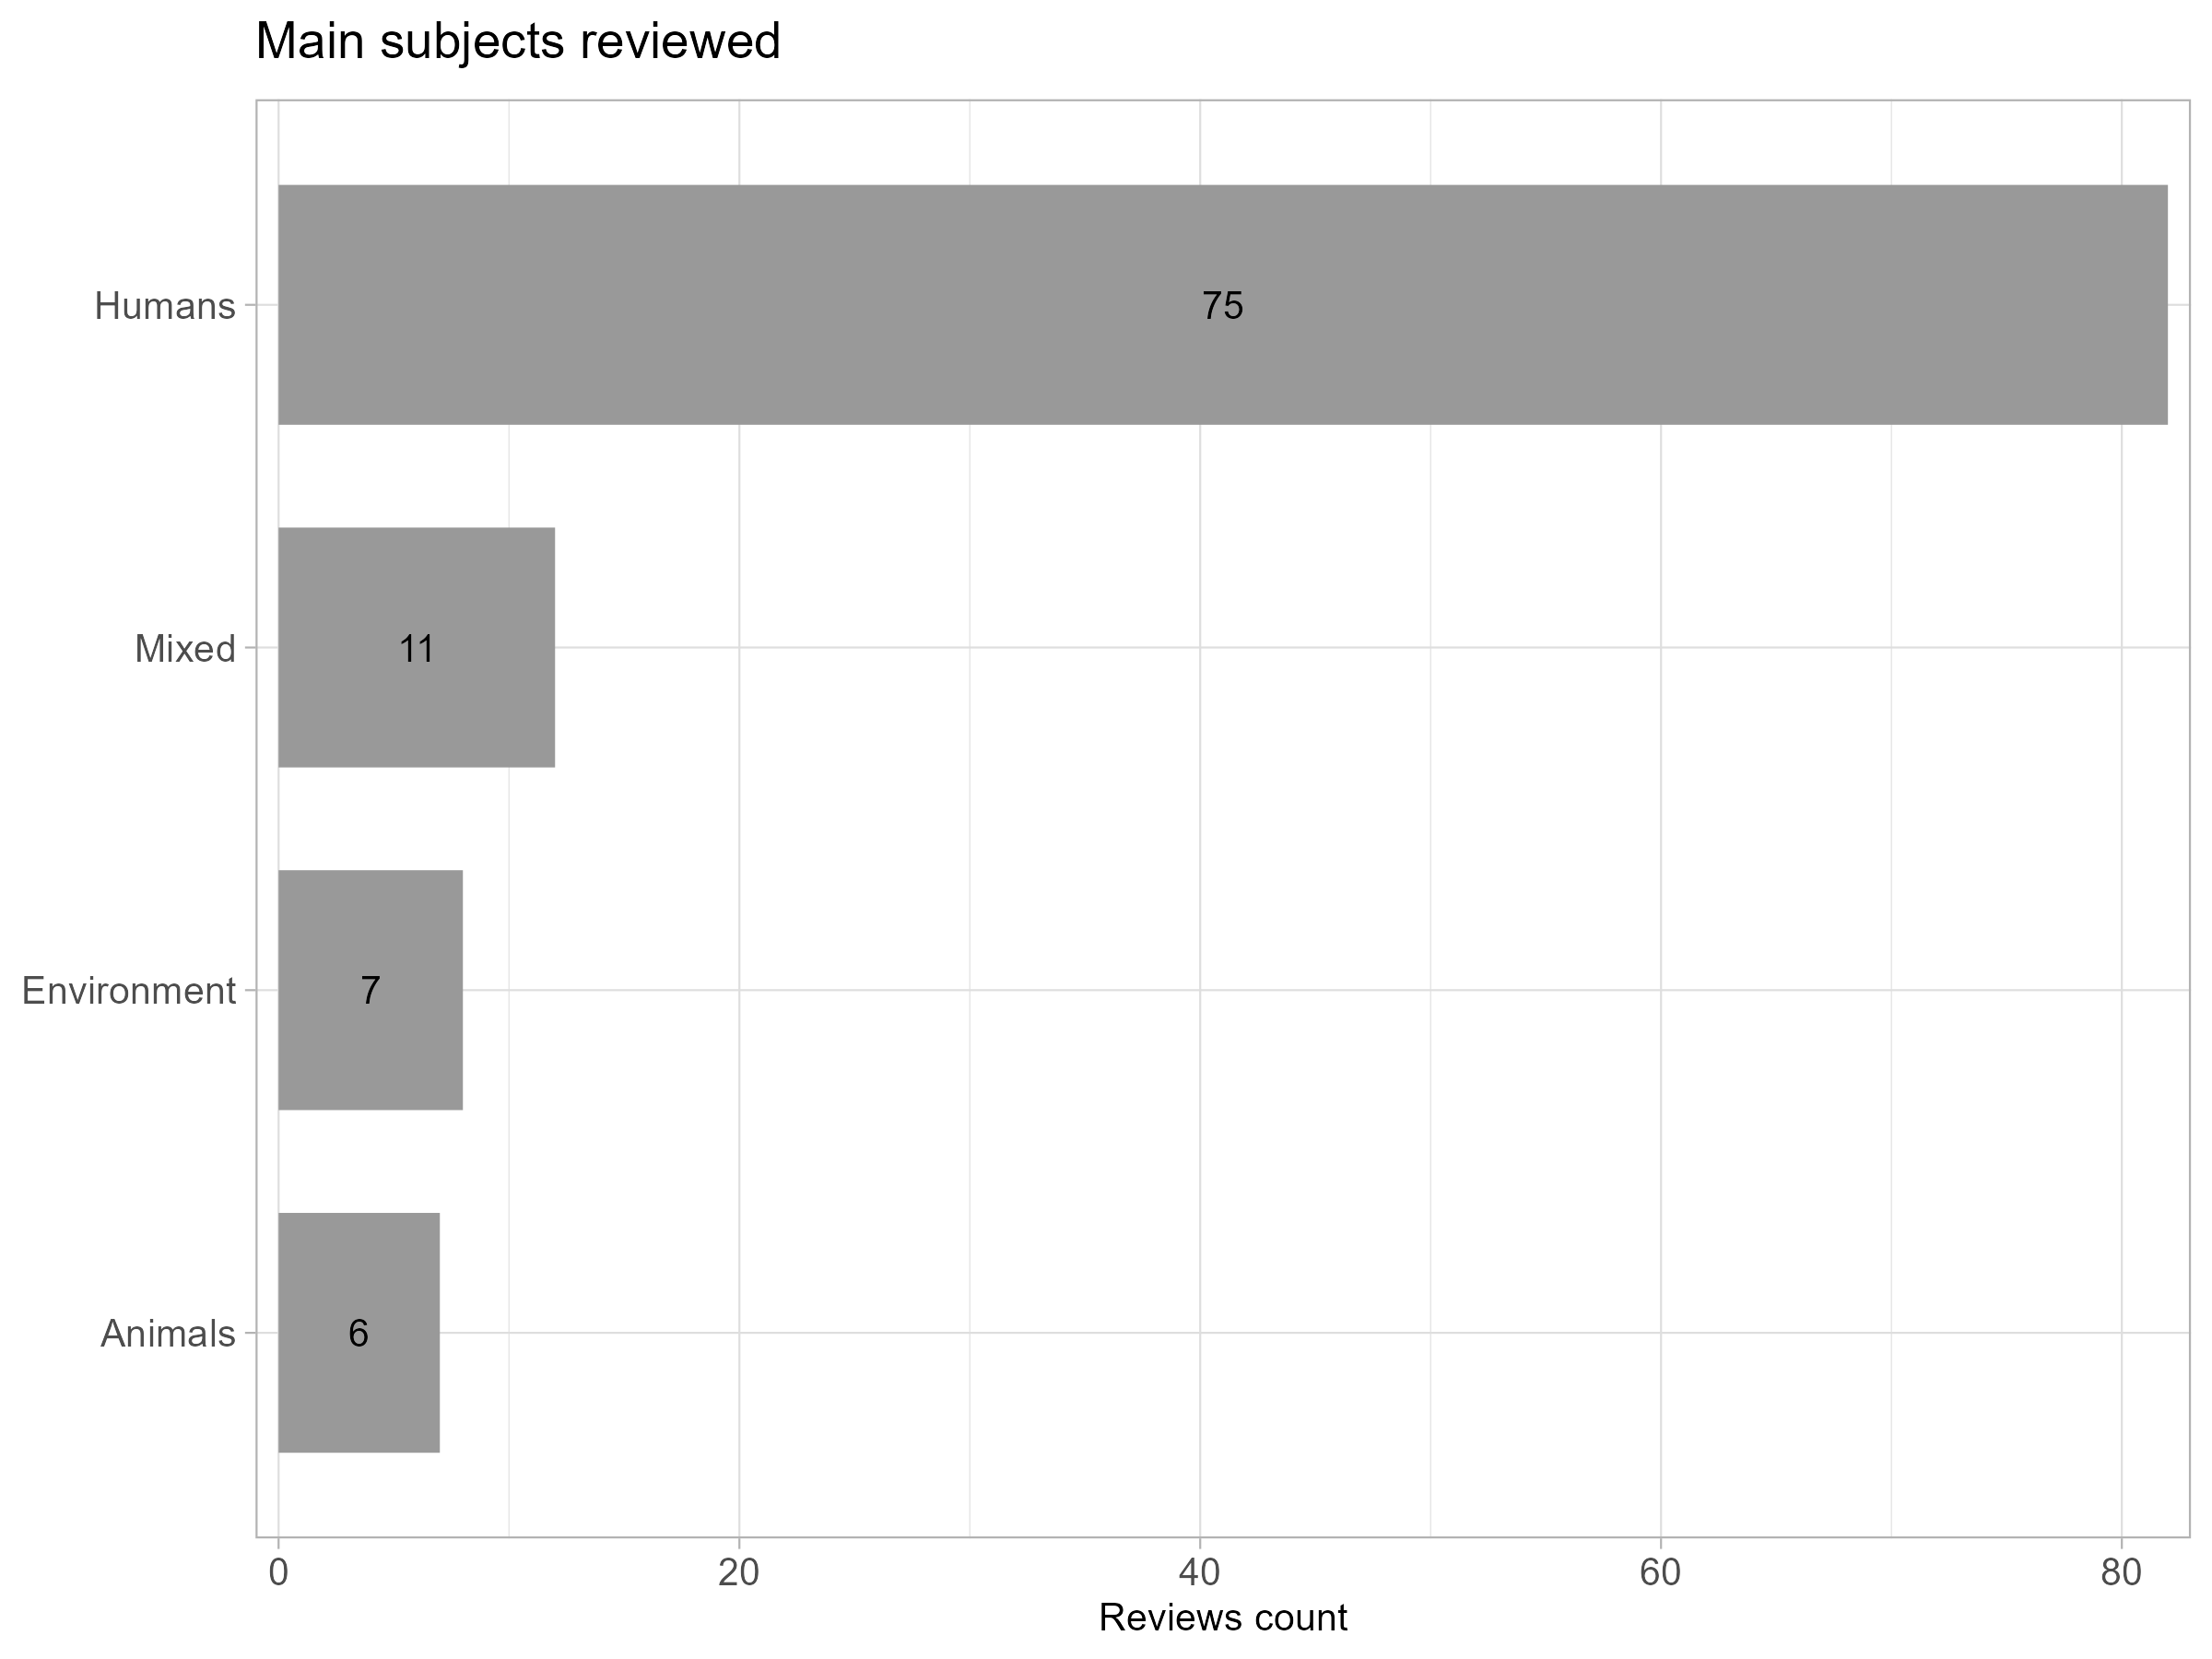 Main subjects reviewed
Humans
75
Mixed
11
Environment
7
Animals
6
0 20 40 60 80
Reviews count